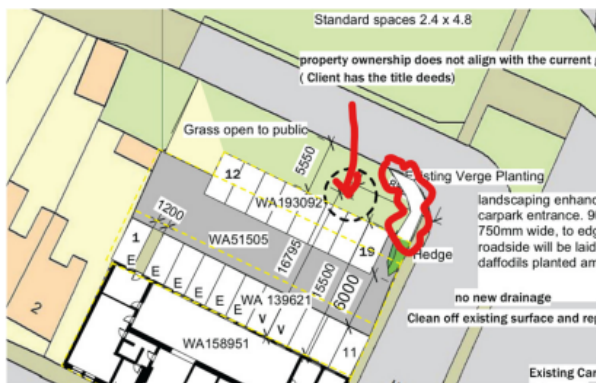 Standard spaces 2.4 x 4.8
property ownership does not align with the current g
( Client has the title deeds)
Grass open to public
5550
12
Existing Verge Planting
WA193092
landscaping enhanc
carpark entrance. 9
750mm wide, to edg
roadside will be laid
daffodils planted am
1200
WA51505
1
16795
19
Hedge
E
15500
6000
E
E
E
WA 139621
E
E
E
V
V
11
2
WA158951
no new drainage
Clean off existing surface and rep
Existing Car